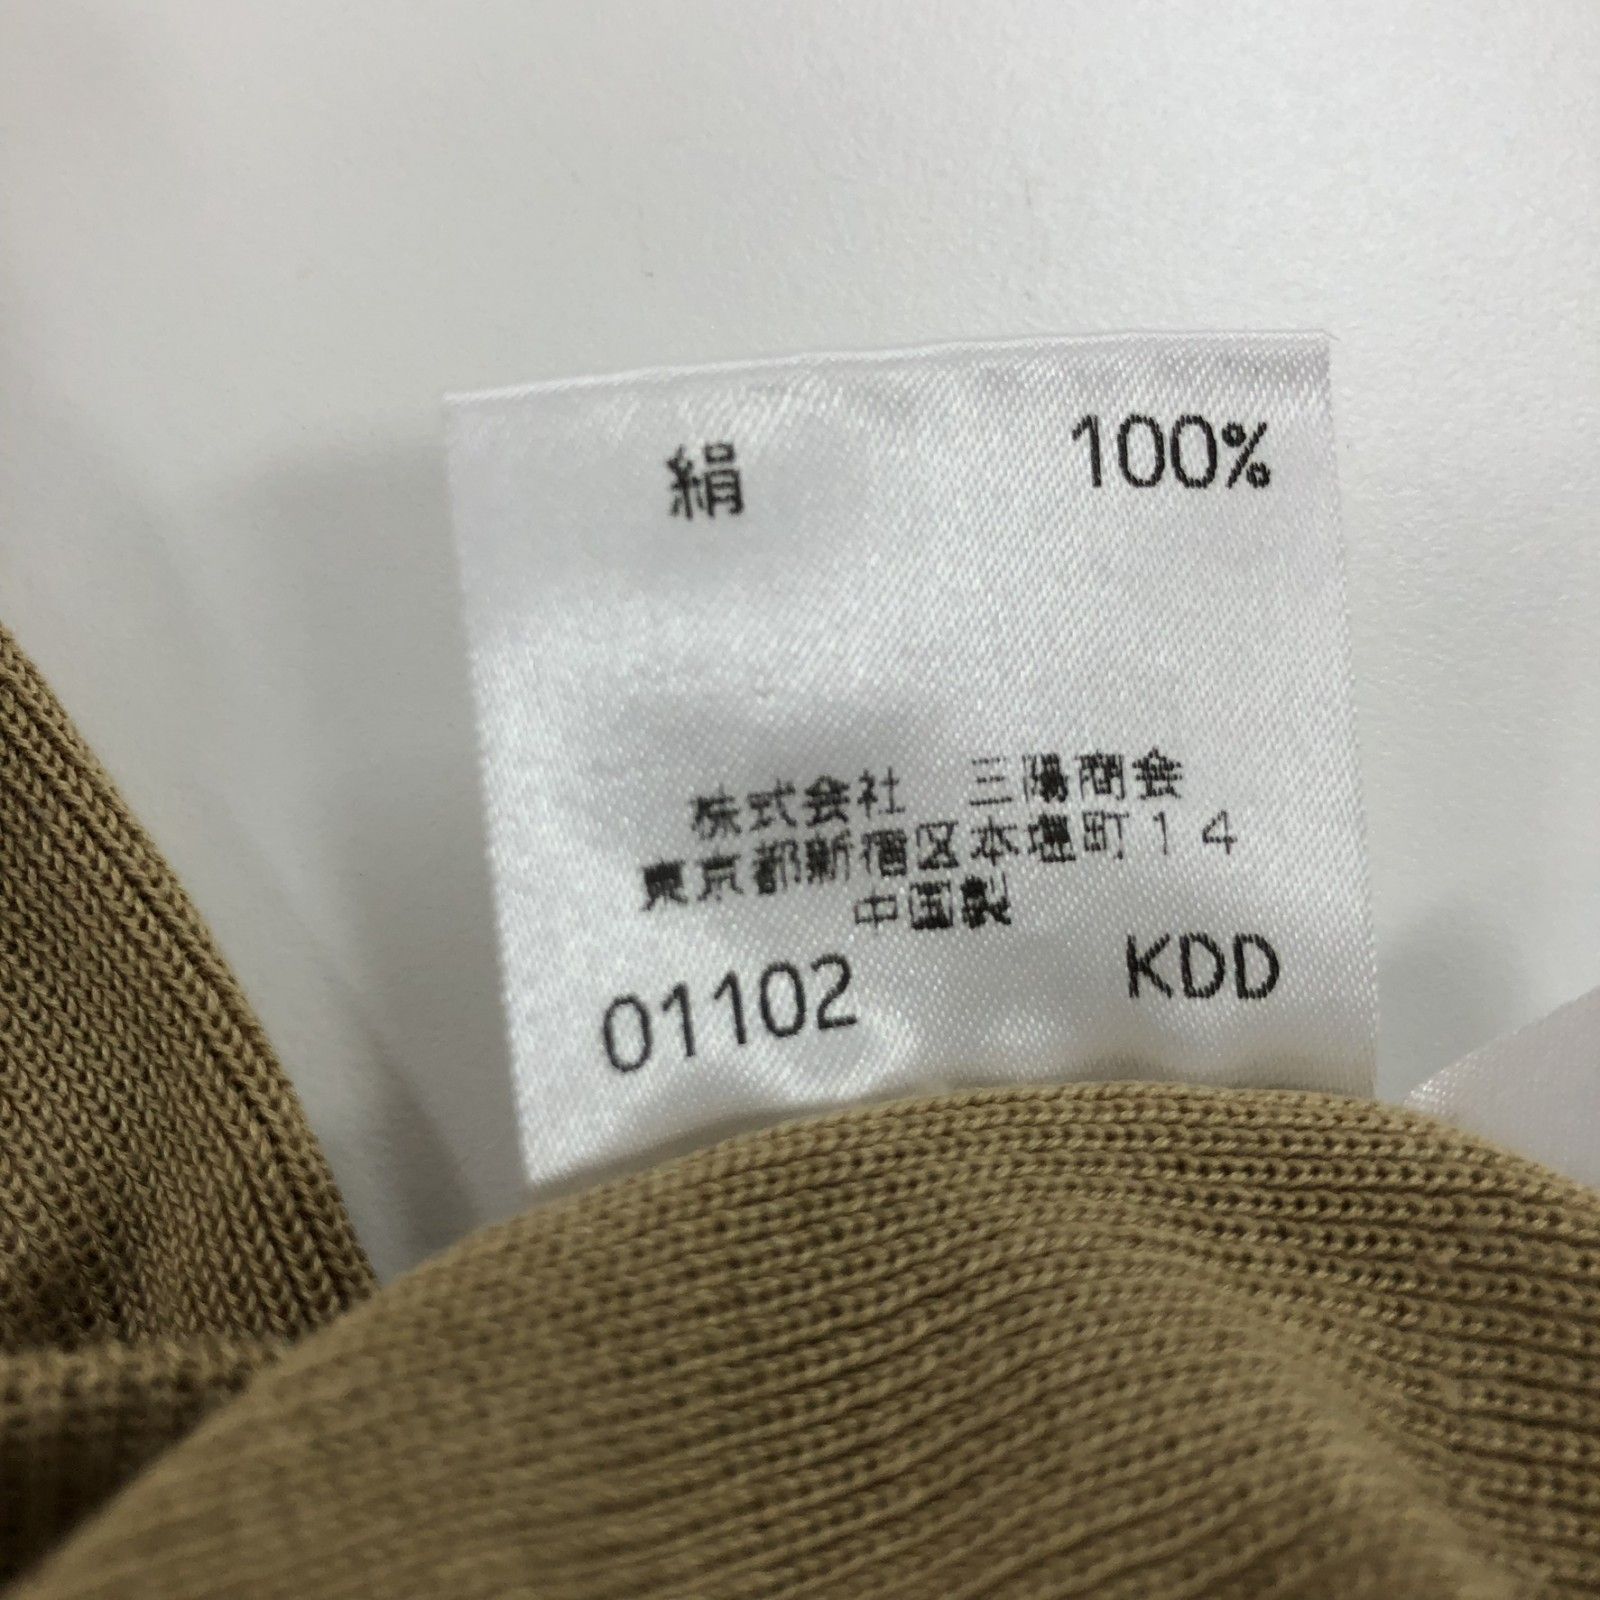 絹 100%
株式会社 三陽商会
東京都新宿区本塩町14
中国製
01102 KDD